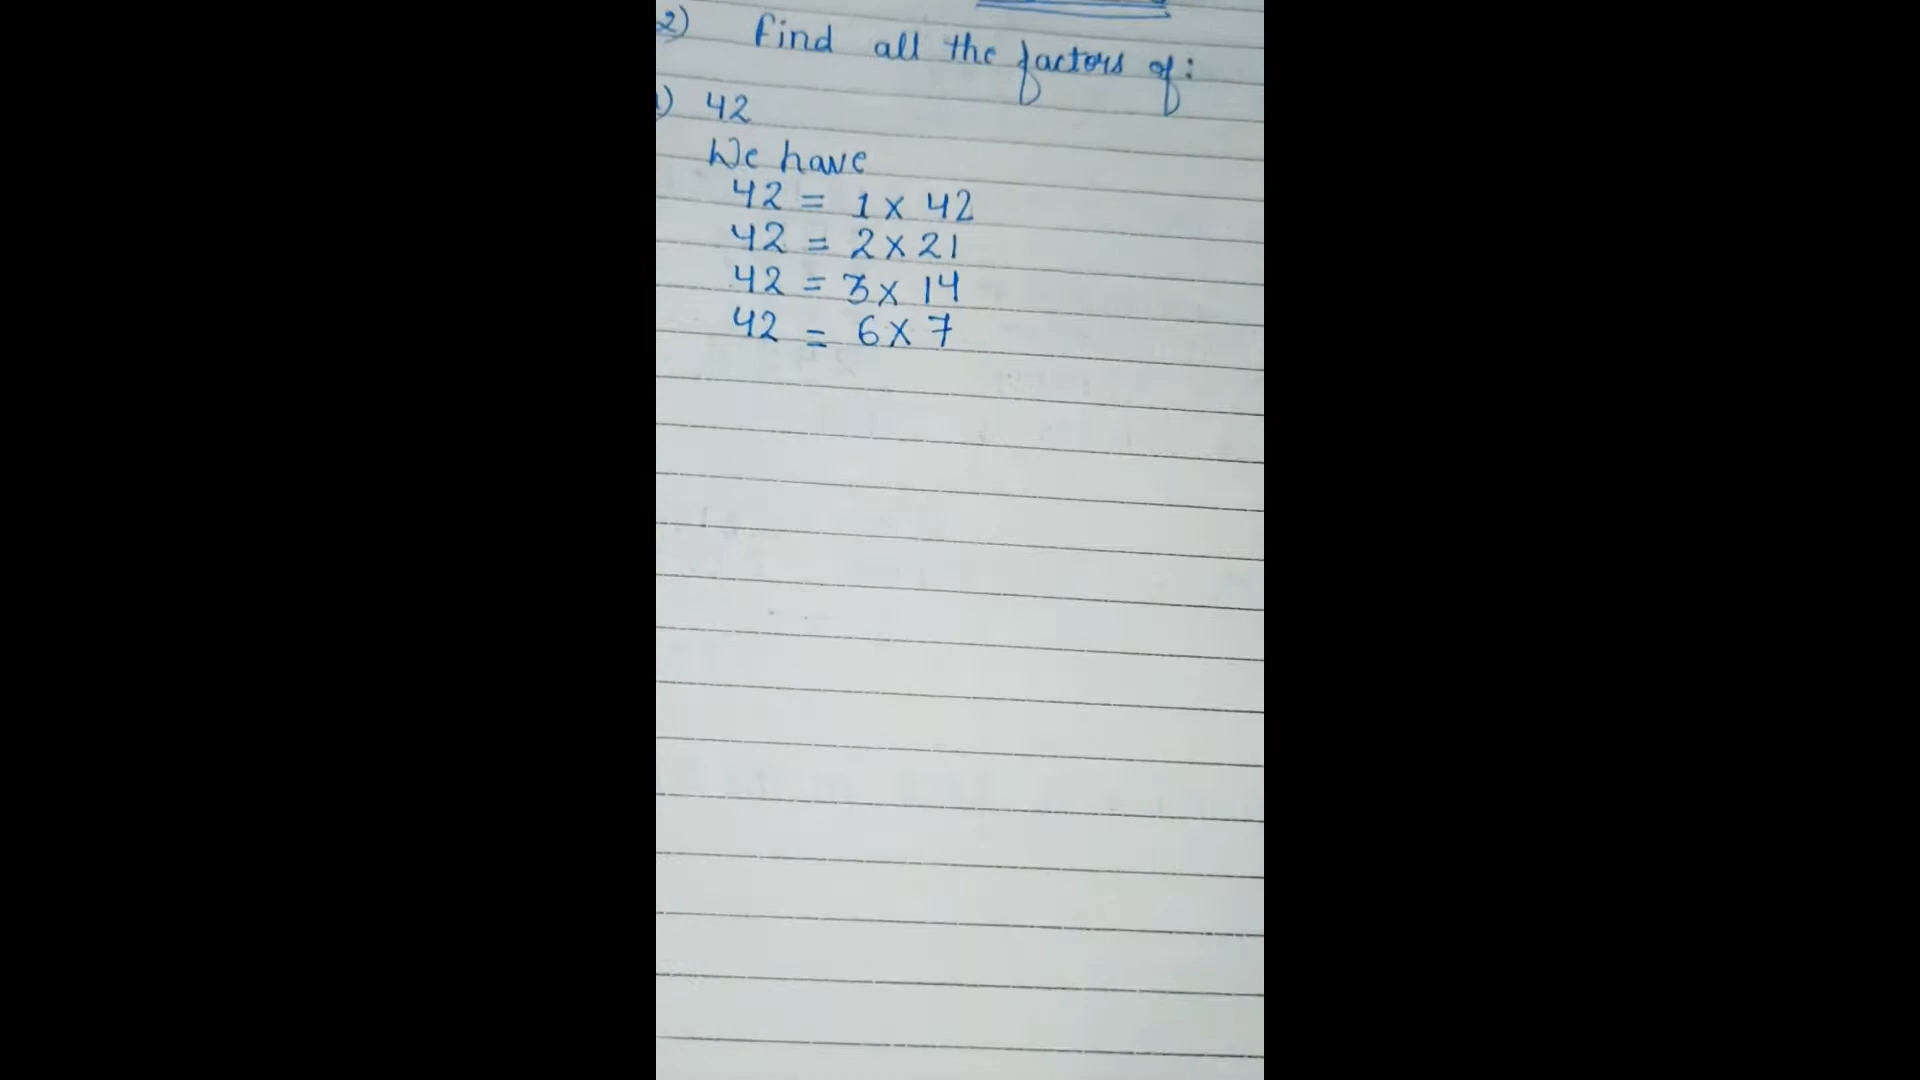 2) Find all the factors of:
) 42
We have
42 = 1 x 42
42 = 2 x 21
42 = 3 x 14
42 = 6 x 7